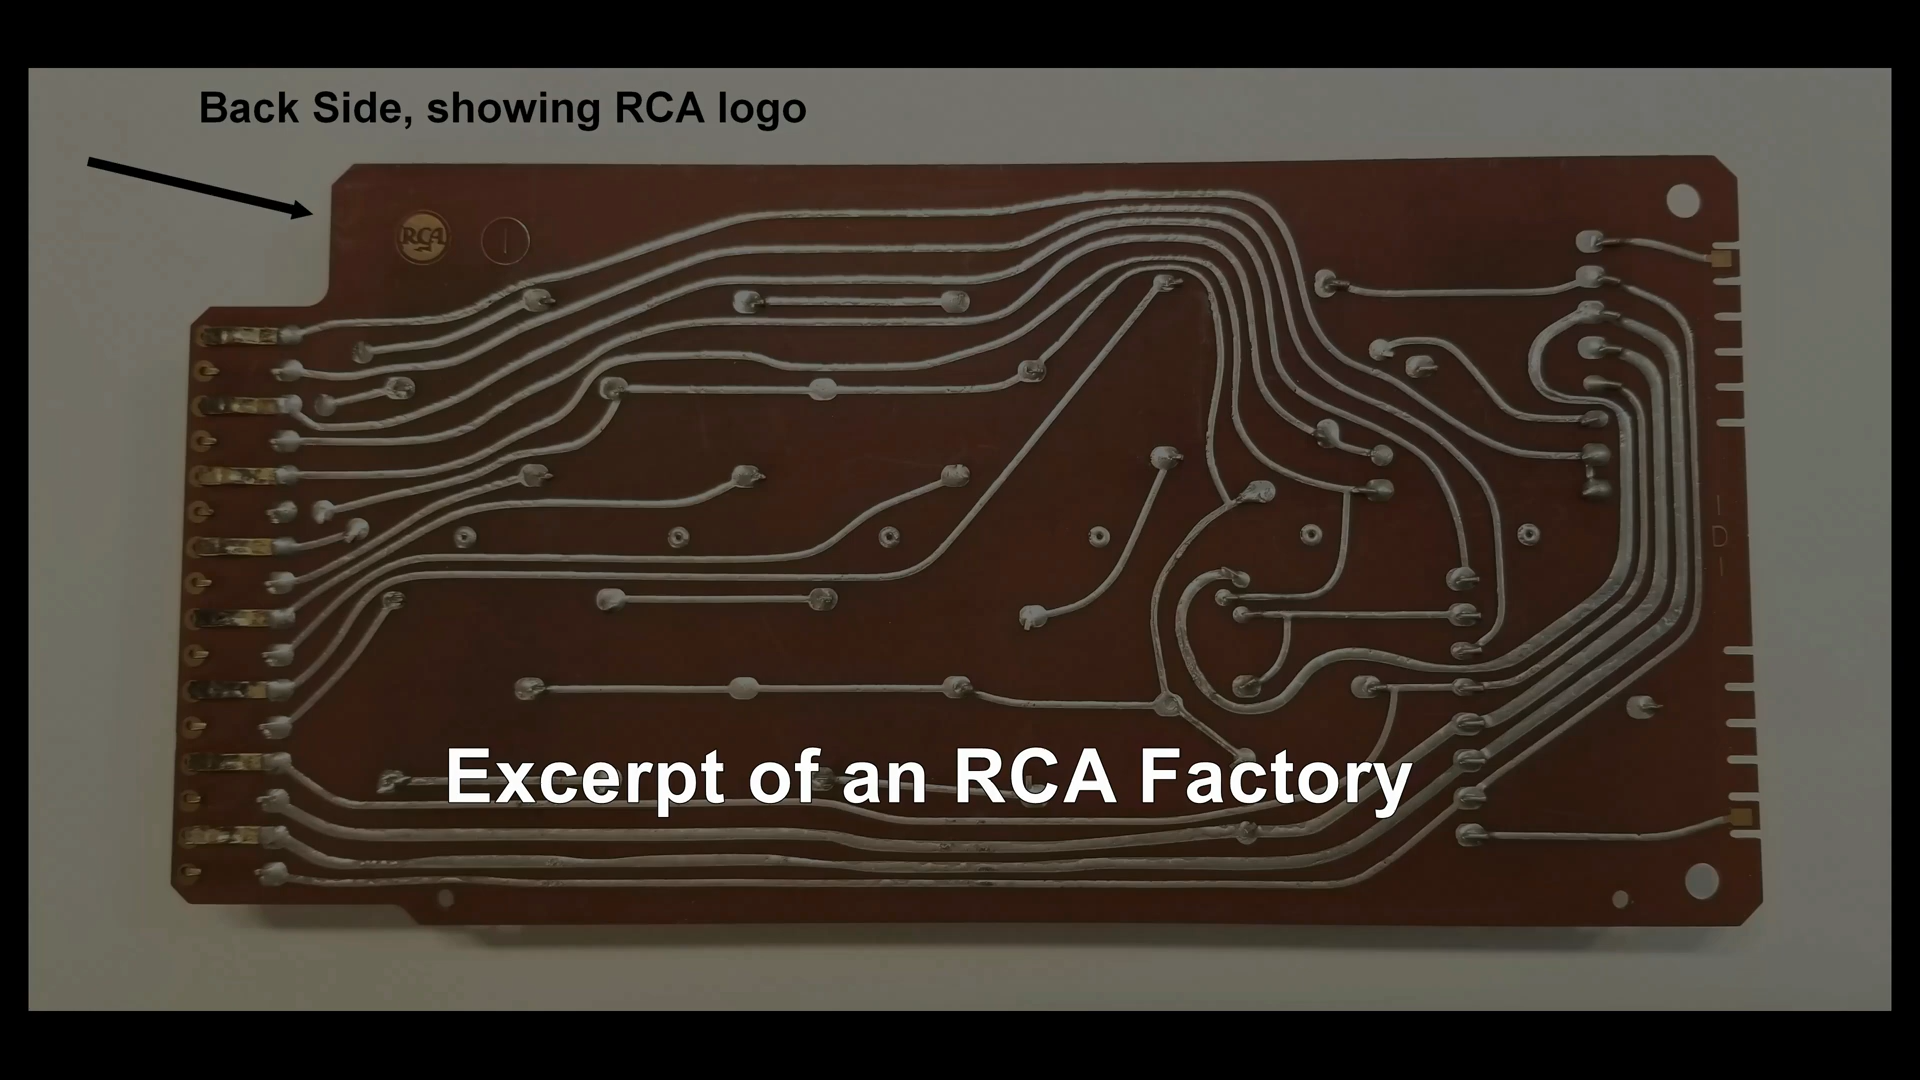 Back Side, showing RCA logo
RCA
Excerpt of an RCA Factory